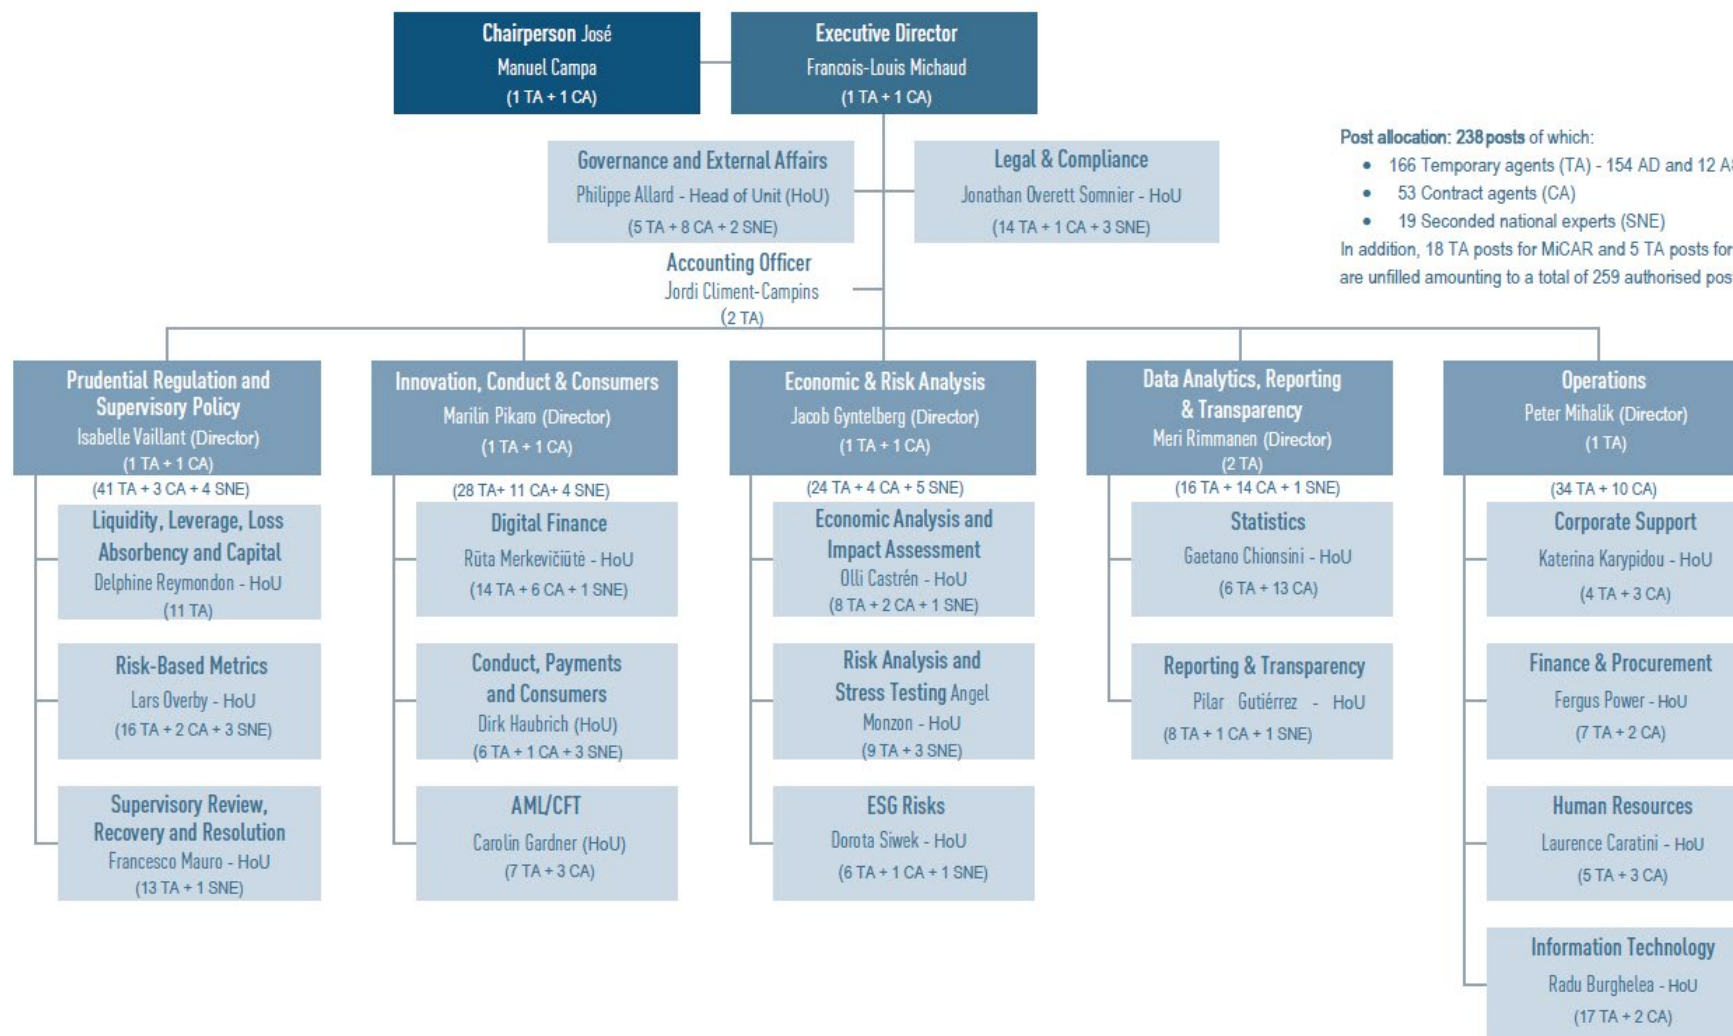 Chairperson José
Manuel Campa
(1 TA + 1 CA)
Executive Director
Francois-Louis Michaud
(1 TA + 1 CA)
Governance and External Affairs
Philippe Allard - Head of Unit (HoU)
(5 TA + 8 CA + 2 SNE)
Legal & Compliance
Jonathan Overett Somnier - HoU
(14 TA + 1 CA + 3 SNE)
Accounting Officer
Jordi Climent-Campins
(2 TA)
Post allocation: 238 posts of which:
• 166 Temporary agents (TA) - 154 AD and 12
• 53 Contract agents (CA)
• 19 Seconded national experts (SNE)
In addition, 18 TA posts for MiCAR and 5 TA posts for
are unfilled amounting to a total of 259 authorised
Prudential Regulation and
Supervisory Policy
Isabelle Vaillant (Director)
(1 TA + 1 CA)
(41 TA + 3 CA + 4 SNE)
Liquidity, Leverage, Loss
Absorbency and Capital
Delphine Reymondon - HoU
(11 TA)
Risk-Based Metrics
Lars Overby - HoU
(16 TA + 2 CA + 3 SNE)
Supervisory Review,
Recovery and Resolution
Francesco Mauro - HoU
(13 TA + 1 SNE)
Innovation, Conduct & Consumers
Marilin Pikaro (Director)
(1 TA + 1 CA)
(28 TA+ 11 CA+ 4 SNE)
Digital Finance
Rūta Merkevičiūtė - HoU
(14 TA + 6 CA + 1 SNE)
Conduct, Payments
and Consumers
Dirk Haubrich (HoU)
(6 TA + 1 CA + 3 SNE)
AML/CFT
Carolin Gardner (HoU)
(7 TA + 3 CA)
Economic & Risk Analysis
Jacob Gyntelberg (Director)
(1 TA + 1 CA)
(24 TA + 4 CA + 5 SNE)
Economic Analysis and
Impact Assessment
Olli Castrén - HoU
(8 TA + 2 CA + 1 SNE)
Risk Analysis and
Stress Testing Angel
Monzon - HoU
(9 TA + 3 SNE)
ESG Risks
Dorota Siwek - HoU
(6 TA + 1 CA + 1 SNE)
Data Analytics, Reporting
& Transparency
Meri Rimmanen (Director)
(2 TA)
(16 TA + 14 CA + 1 SNE)
Statistics
Gaetano Chionsini - HoU
(6 TA + 13 CA)
Reporting & Transparency
Pilar Gutiérrez - HoU
(8 TA + 1 CA + 1 SNE)
Operations
Peter Mihalik (Director)
(1 TA)
(34 TA + 10 CA)
Corporate Support
Katerina Karypidou - HoU
(4 TA + 3 CA)
Finance & Procurement
Fergus Power - HoU
(7 TA + 2 CA)
Human Resources
Laurence Caratini - HoU
(5 TA + 3 CA)
Information Technology
Radu Burghelea - HoU
(17 TA + 2 CA)